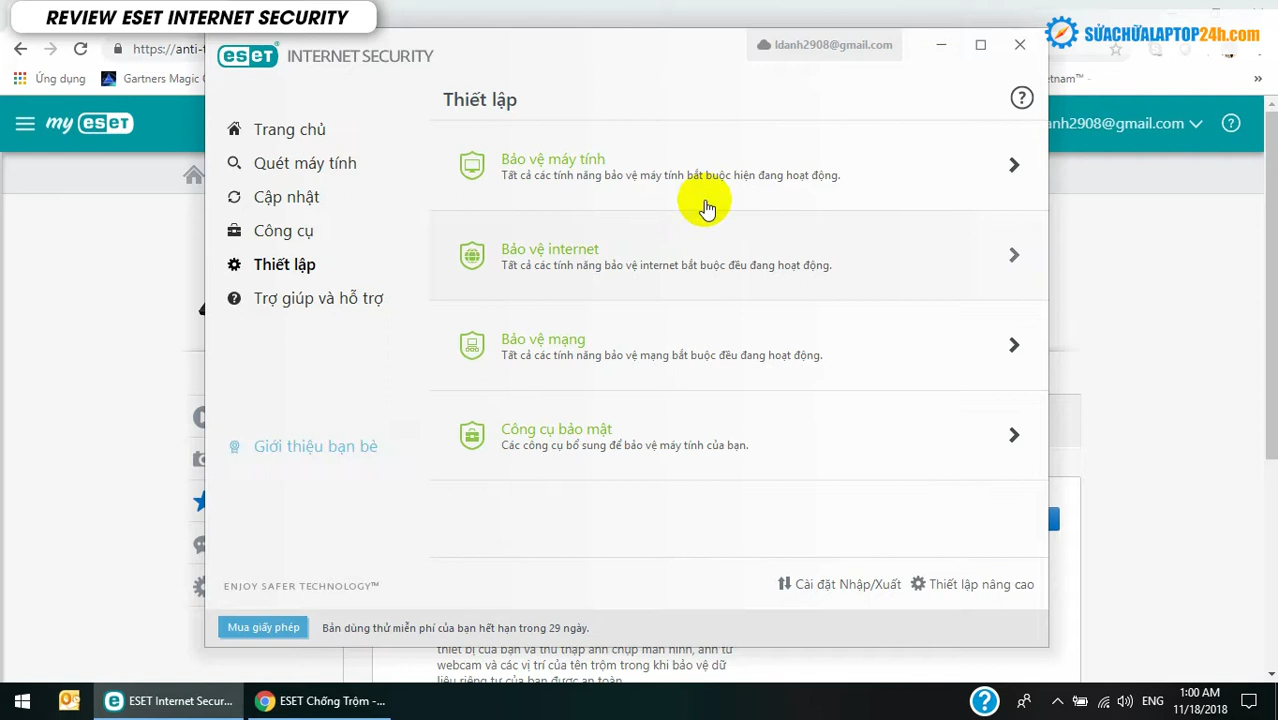 REVIEW ESET INTERNET SECURITY
SỬACHỮALAPTOP24h.com
https://anti-t
Ứng dụng
Gartners Magic
etnam™ -
my eset
anh2908@gmail.com
eset INTERNET SECURITY
ldanh2908@gmail.com
Thiết lập
Trang chủ
Quét máy tính
Cập nhật
Công cụ
Thiết lập
Trợ giúp và hỗ trợ
Giới thiệu bạn bè
Bảo vệ máy tính
Tất cả các tính năng bảo vệ máy tính bắt buộc hiện đang hoạt động.
Bảo vệ internet
Tất cả các tính năng bảo vệ internet bắt buộc đều đang hoạt động.
Bảo vệ mạng
Tất cả các tính năng bảo vệ mạng bắt buộc đều đang hoạt động.
Công cụ bảo mật
Các công cụ bổ sung để bảo vệ máy tính của bạn.
ENJOY SAFER TECHNOLOGY™
Cài đặt Nhập/Xuất
Thiết lập nâng cao
Mua giấy phép
Bản dùng thử miễn phí của bạn hết hạn trong 29 ngày.
thiết bị của bạn và thu thập ảnh chụp màn hình, ảnh từ
webcam và các vị trí của tên trộm trong khi bảo vệ dữ
liệu riêng tư của bạn được an toàn
ESET Internet Secur...
ESET Chống Trộm -...
ENG
1:00 AM
11/18/2018